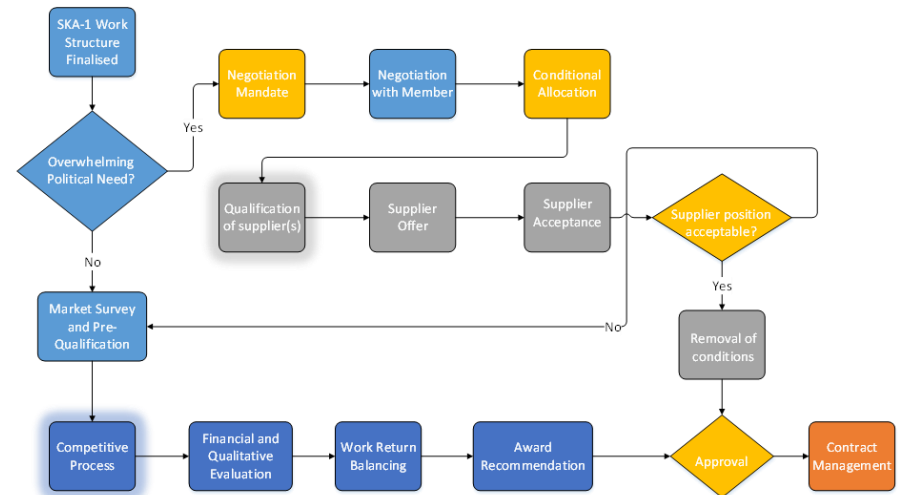 SKA-1 Work
Structure
Finalised
Negotiation
Mandate
Negotiation
with Member
Conditional
Allocation
Yes
Overwhelming
Political Need?
Qualification
of supplier(s)
Supplier
Offer
Supplier
Acceptance
Supplier position
acceptable?
No
Yes
Market Survey
and Pre-
Qualification
No
Removal of
conditions
Competitive
Process
Financial and
Qualitative
Evaluation
Work Return
Balancing
Award
Recommendation
Approval
Contract
Management